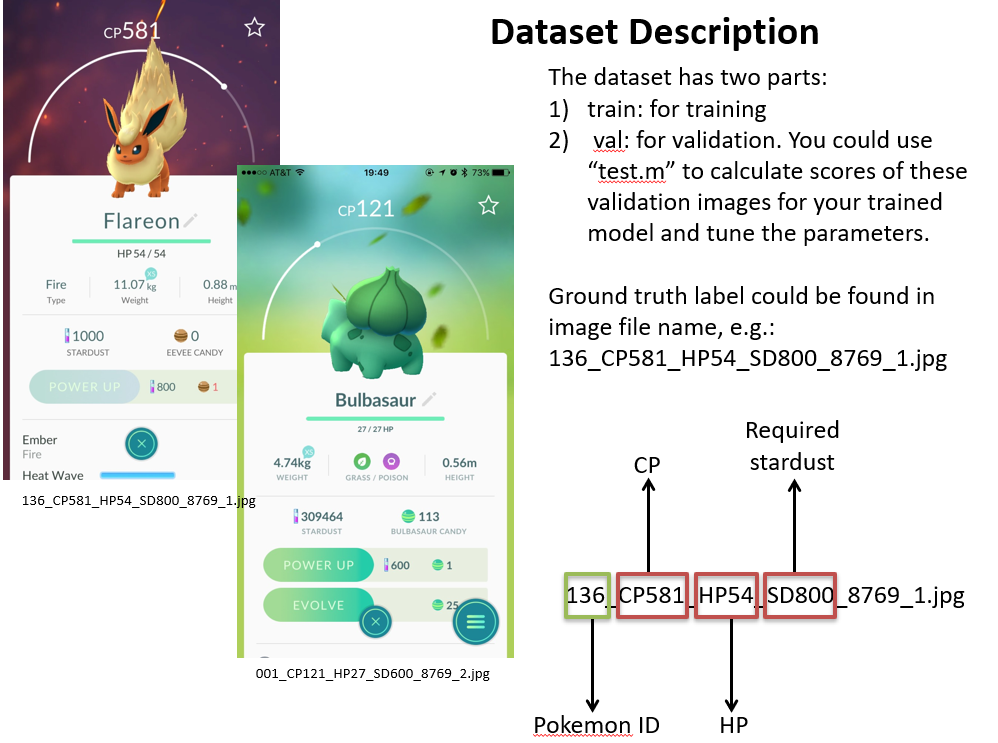 Dataset Description
The dataset has two parts:
1) train: for training
2) val: for validation. You could use
“test.m” to calculate scores of these
validation images for your trained
model and tune the parameters.
Ground truth label could be found in
image file name, e.g.:
136_CP581_HP54_SD800_8769_1.jpg
CP581
Flareon
HP 54 / 54
Fire
Type
XS
11.07 kg
Weight
0.88 m
Height
1000
STARDUST
0
EEVEE CANDY
POWER UP
800
1
Ember
Fire
Heat Wave
136_CP581_HP54_SD800_8769_1.jpg
AT&T 19:49 73%
CP121
Bulbasaur
27 / 27 HP
XS
4.74kg
WEIGHT
GRASS / POISON
0.56m
HEIGHT
309464
STARDUST
113
BULBASAUR CANDY
POWER UP
600
1
EVOLVE
25
001_CP121_HP27_SD600_8769_2.jpg
Required
stardust
CP
136_CP581_HP54_SD800_8769_1.jpg
Pokemon ID
HP